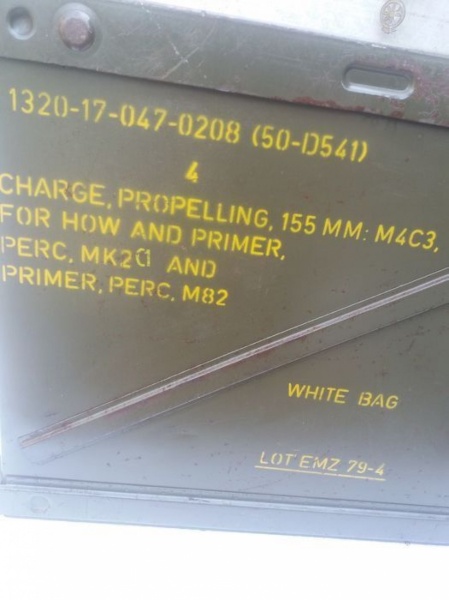 1320-17-047-0208 (50-D541)
4
CHARGE, PROPELLING, 155 MM: M4C3,
FOR HOW AND PRIMER,
PERC, MK2 AND
PRIMER, PERC, M82
WHITE BAG
LOT EMZ 79-4